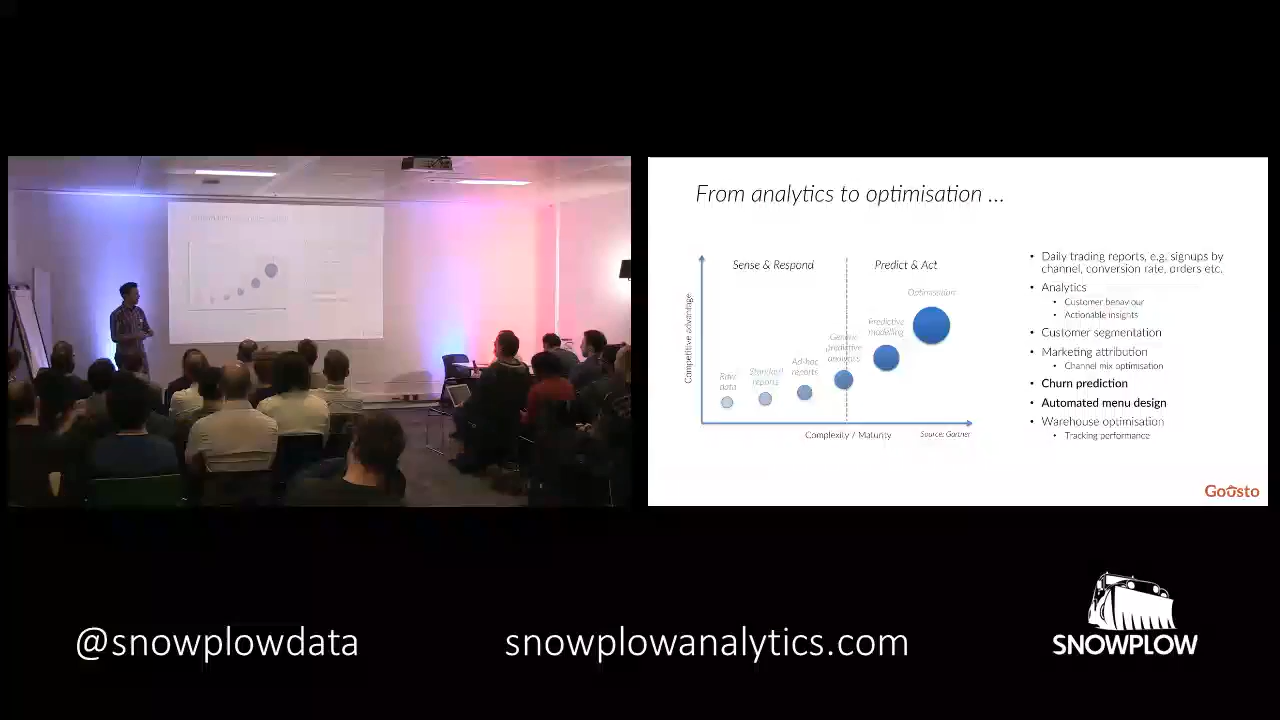 From analytics to optimisation ...
Sense & Respond
Predict & Act
Competitive advantage
Raw
data
Standard
reports
Ad-hoc
reports
Generic
predictive
analytics
Predictive
modelling
Optimisation
Complexity / Maturity
Source: Gartner
• Daily trading reports, e.g. signups by
channel, conversion rate, orders etc.
• Analytics
• Customer behaviour
• Actionable insights
• Customer segmentation
• Marketing attribution
• Channel mix optimisation
• Churn prediction
• Automated menu design
• Warehouse optimisation
• Tracking performance
Gousto
@snowplowdata
snowplowanalytics.com
SNOWPLOW